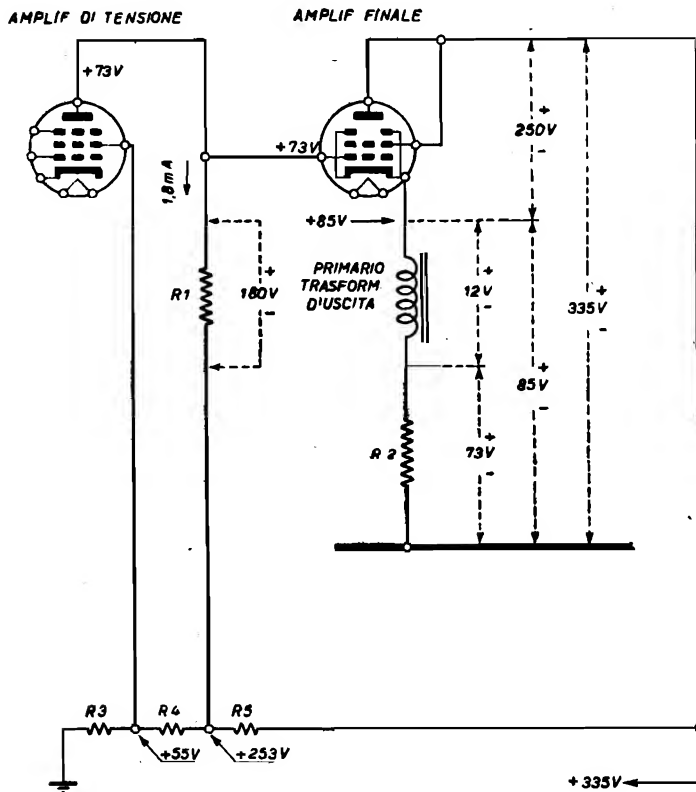 AMPLIF DI TENSIONE
AMPLIF FINALE
+73V
+
250V
-
1,8mA
+73V
+85V
R1
+
180V
-
PRIMARIO
TRASFORM
D'USCITA
+
12V
-
+
335V
-
+
85V
-
R2
+
73V
-
R3
R4
R5
+55V
+253V
+335V